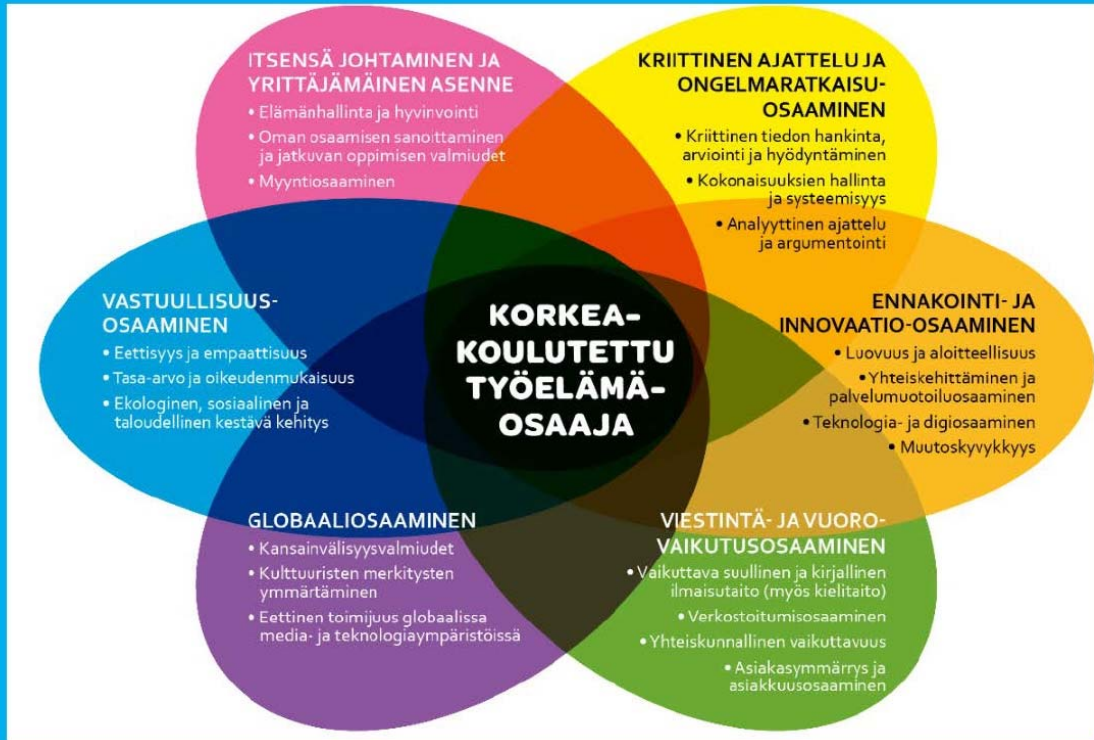 ITSENSÄ JOHTAMINEN JA
YRITTÄJÄMÄINEN ASENNE
• Elämänhallinta ja hyvinvointi
• Oman osaamisen sanoittaminen
ja jatkuvan oppimisen valmiudet
• Myyntiosaaminen
KRIITTINEN AJATTELU JA
ONGELMARATKAISU-
OSAAMINEN
• Kriittinen tiedon hankinta,
arviointi ja hyödyntäminen
• Kokonaisuuksien hallinta
ja systeemisyys
• Analyyttinen ajattelu
ja argumentointi
VASTUULLISUUS-
OSAAMINEN
• Eettisyys ja empaattisuus
• Tasa-arvo ja oikeudenmukaisuus
• Ekologinen, sosiaalinen ja
taloudellinen kestävä kehitys
KORKEA-
KOULUTETTU
TYÖELÄMÄ-
OSAAJA
ENNAKOINTI- JA
INNOVAATIO-OSAAMINEN
• Luovuus ja aloitteellisuus
• Yhteiskehittäminen ja
palvelumuotoiluosaaminen
• Teknologia- ja digiosaaminen
• Muutoskyvykkyys
GLOBAALIOSAAMINEN
• Kansainvälisyysvalmiudet
• Kulttuuristen merkitysten
ymmärtäminen
• Eettinen toimijuus globaalissa
media- ja teknologiaympäristöissä
VIESTINTÄ- JA VUORO-
VAIKUTUSOSAAMINEN
• Vaikuttava suullinen ja kirjallinen
ilmaisutaito (myös kielitaito)
• Verkostoitumisosaaminen
• Yhteiskunnallinen vaikuttavuus
• Asiakasymmärrys ja
asiakkuusosaaminen